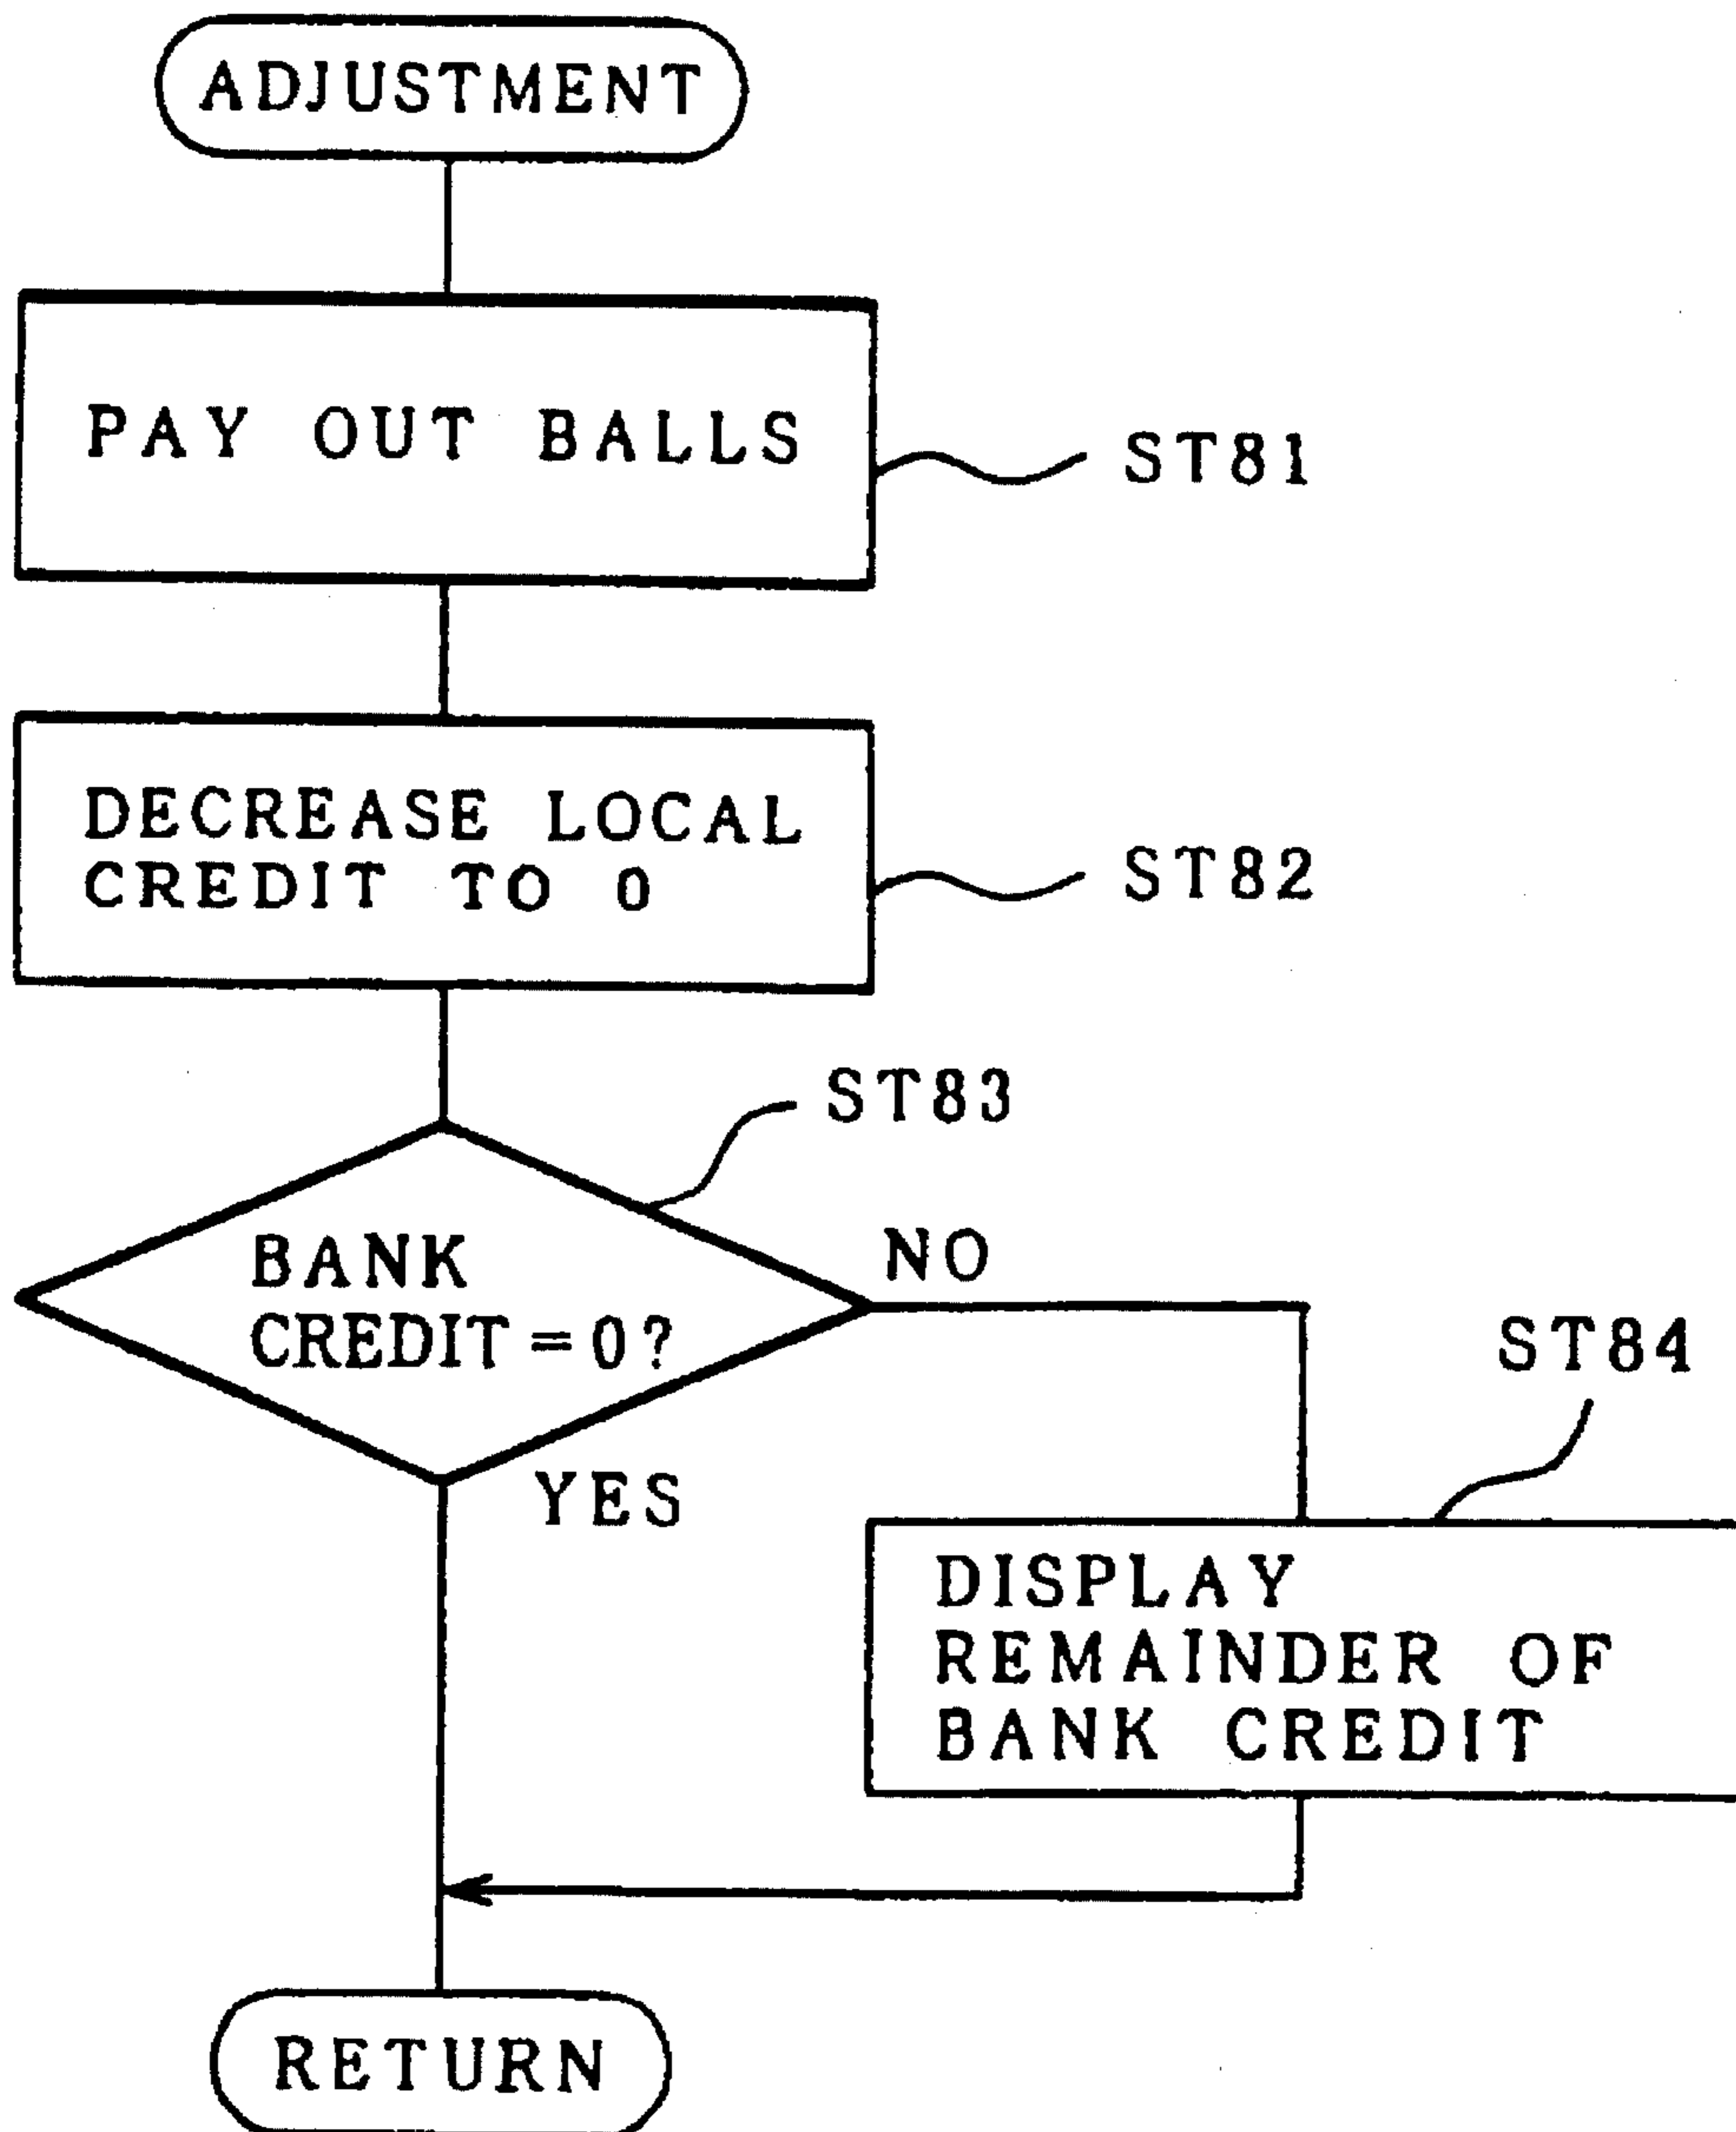 ADJUSTMENT
PAY OUT BALLS
ST81
DECREASE LOCAL
CREDIT TO 0
ST82
ST83
BANK
CREDIT=0?
NO
YES
ST84
DISPLAY
REMAINDER OF
BANK CREDIT
RETURN